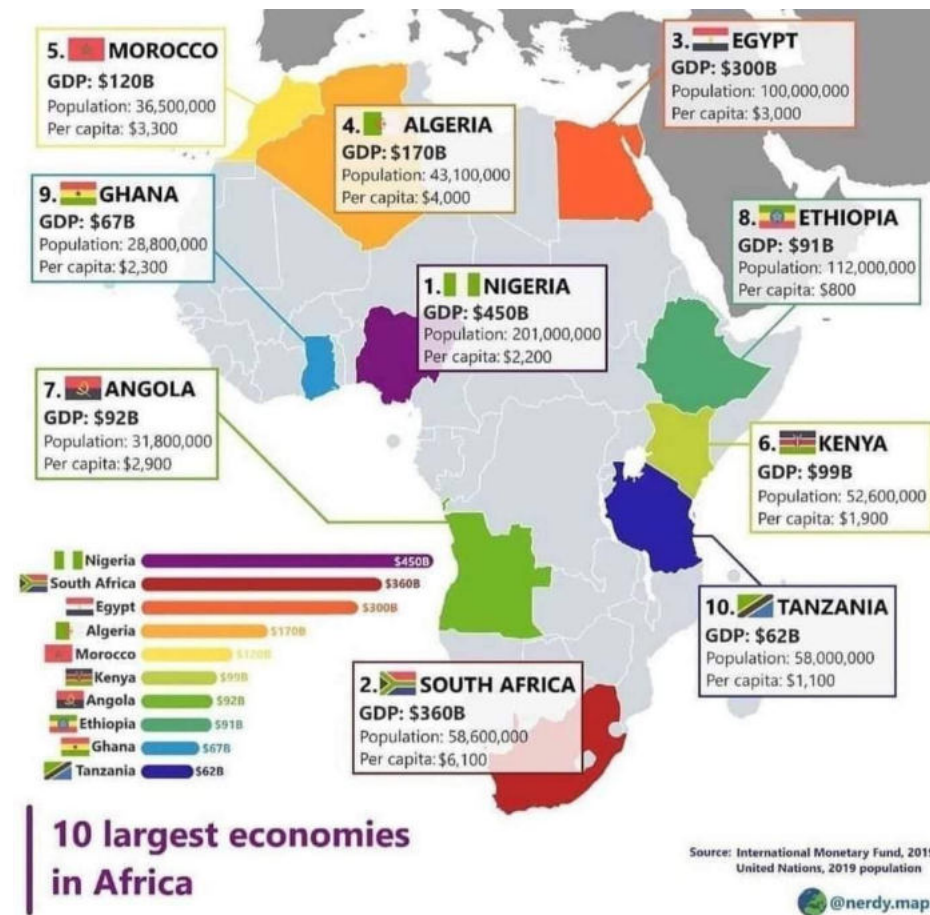 5. MOROCCO
GDP: $120B
Population: 36,500,000
Per capita: $3,300
3. EGYPT
GDP: $300B
Population: 100,000,000
Per capita: $3,000
4. ALGERIA
GDP: $170B
Population: 43,100,000
Per capita: $4,000
9. GHANA
GDP: $67B
Population: 28,800,000
Per capita: $2,300
8. ETHIOPIA
GDP: $91B
Population: 112,000,000
Per capita: $800
1. NIGERIA
GDP: $450B
Population: 201,000,000
Per capita: $2,200
7. ANGOLA
GDP: $92B
Population: 31,800,000
Per capita: $2,900
6. KENYA
GDP: $99B
Population: 52,600,000
Per capita: $1,900
10. TANZANIA
GDP: $62B
Population: 58,000,000
Per capita: $1,100
2. SOUTH AFRICA
GDP: $360B
Population: 58,600,000
Per capita: $6,100
Nigeria $450B
South Africa $360B
Egypt $300B
Algeria $170B
Morocco $120B
Kenya $99B
Angola $92B
Ethiopia $91B
Ghana $67B
Tanzania $62B
10 largest economies
in Africa
Source: International Monetary Fund, 2019
United Nations, 2019 population
@nerdy.map